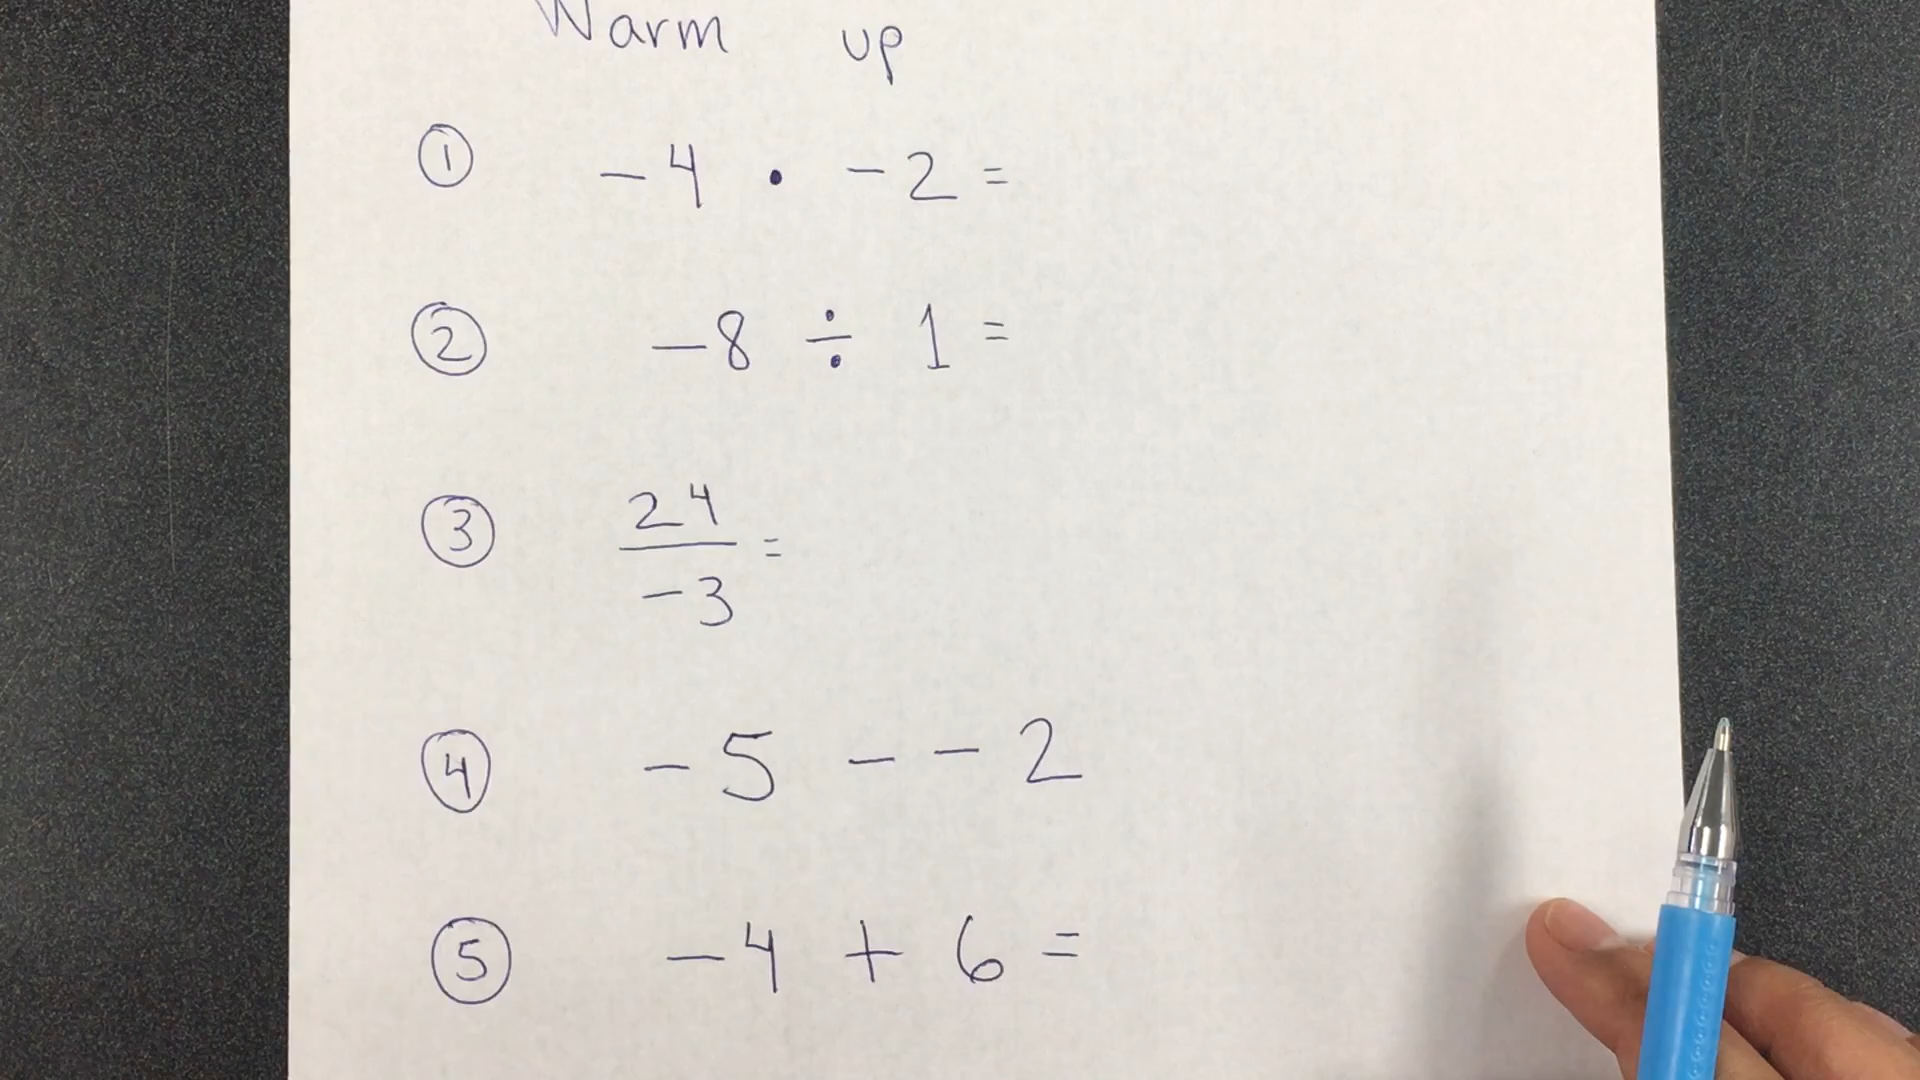 Warm up
① -4 • -2 =
② -8 ÷ 1 =
③ 24/-3 =
④ -5 - -2
⑤ -4 + 6 =